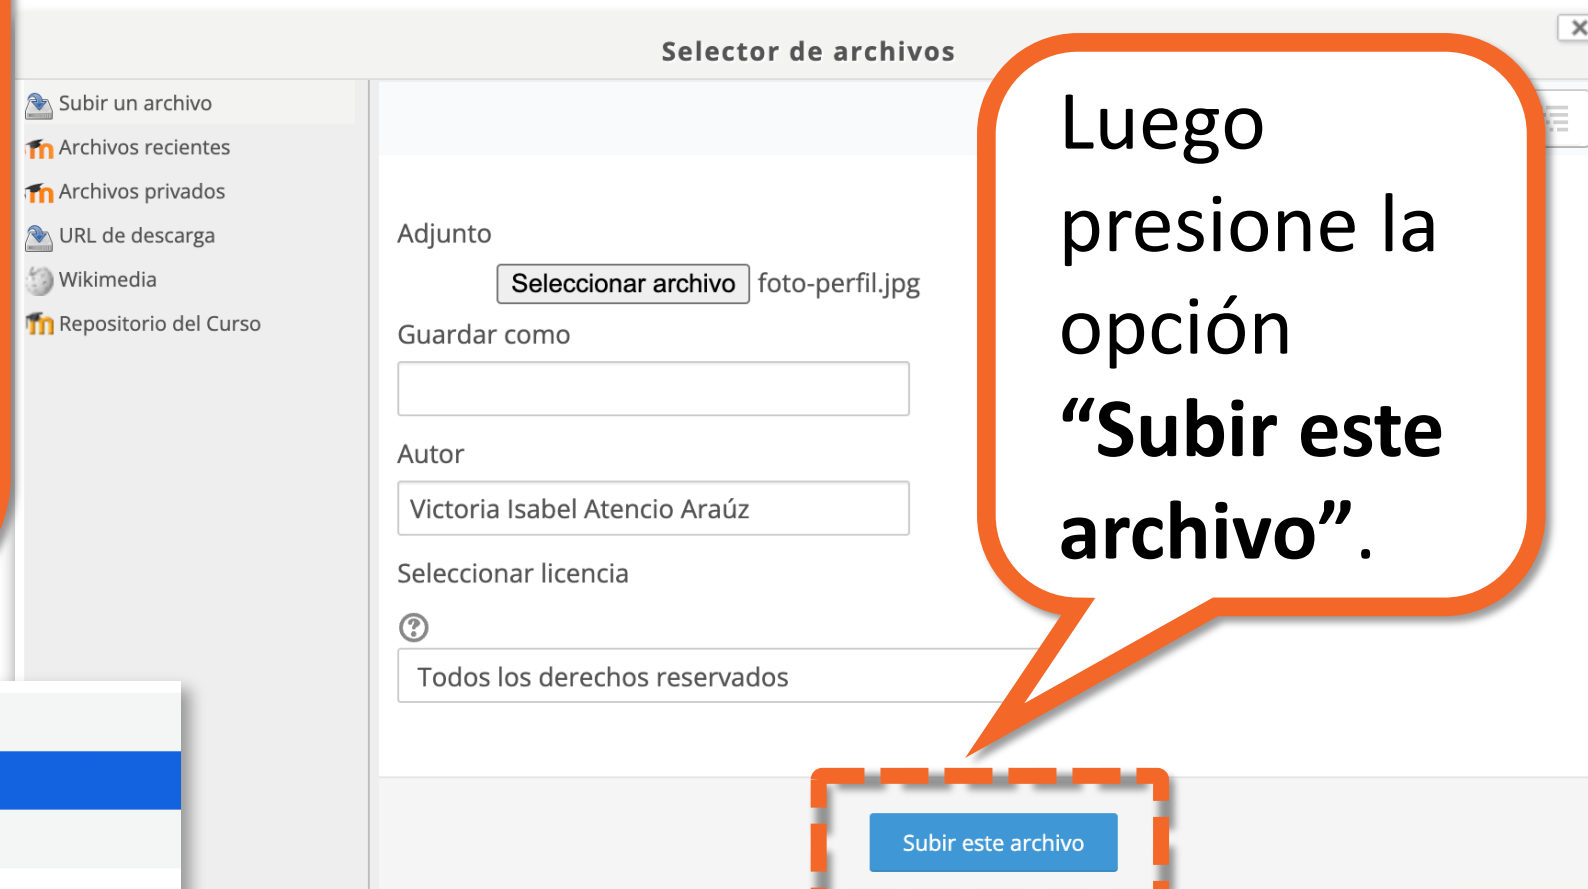 Selector de archivos
Subir un archivo
Archivos recientes
Archivos privados
URL de descarga
Wikimedia
Repositorio del Curso
Adjunto
Seleccionar archivo foto-perfil.jpg
Guardar como
Autor
Victoria Isabel Atencio Araúz
Seleccionar licencia
Todos los derechos reservados
Subir este archivo
Luego
presione la
opción
“Subir este
archivo”.